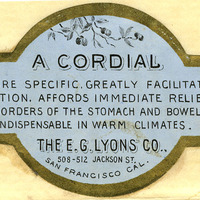 A CORDIAL
RE SPECIFIC. GREATLY FACILITAT
TION. AFFORDS IMMEDIATE RELIE
ORDERS OF THE STOMACH AND BOWEL
NDISPENSABLE IN WARM CLIMATES.
THE E.G. LYONS CO.,
508-512 JACKSON ST.
SAN FRANCISCO CAL.